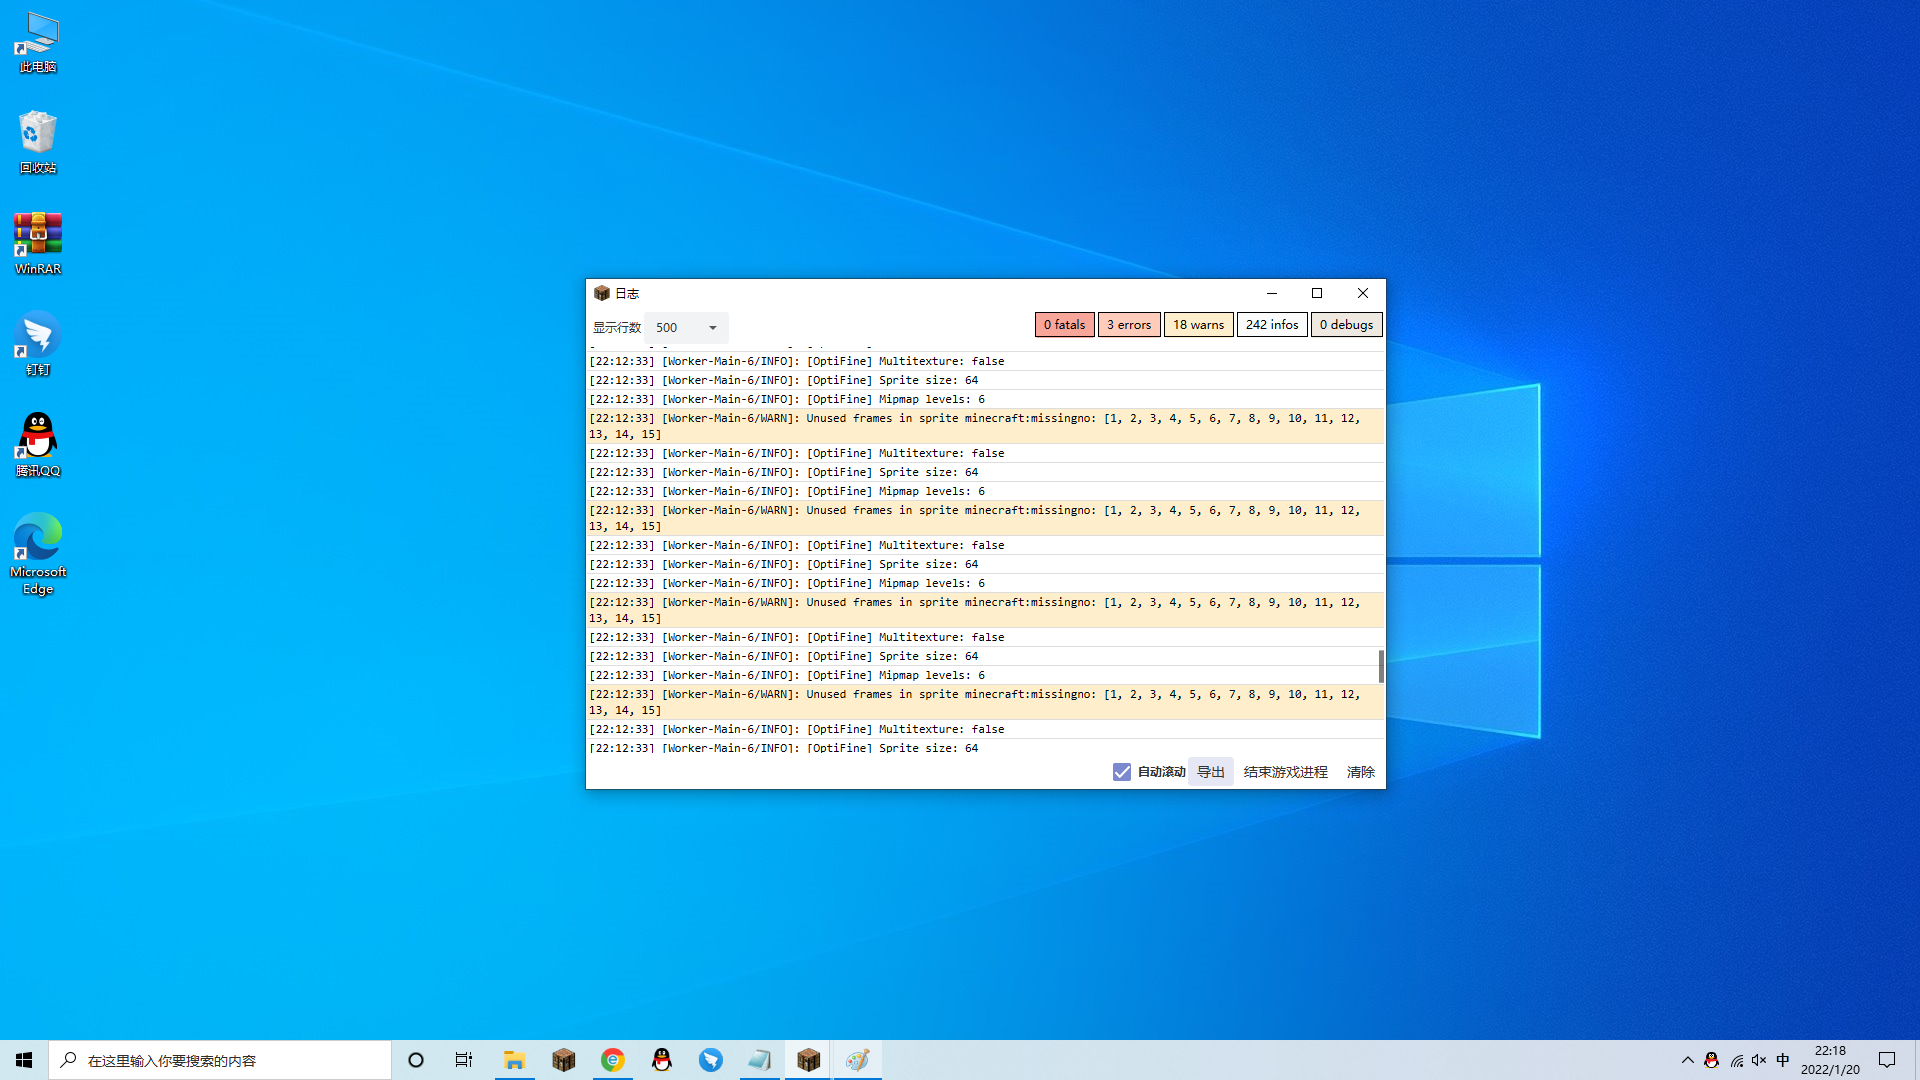 此电脑
回收站
WinRAR
钉钉
腾讯QQ
Microsoft
Edge
日志
显示行数 500
0 fatals 3 errors 18 warns 242 infos 0 debugs
[22:12:33] [Worker-Main-6/INFO]: [OptiFine] Multitexture: false
[22:12:33] [Worker-Main-6/INFO]: [OptiFine] Sprite size: 64
[22:12:33] [Worker-Main-6/INFO]: [OptiFine] Mipmap levels: 6
[22:12:33] [Worker-Main-6/WARN]: Unused frames in sprite minecraft:missingno: [1, 2, 3, 4, 5, 6, 7, 8, 9, 10, 11, 12,
13, 14, 15]
[22:12:33] [Worker-Main-6/INFO]: [OptiFine] Multitexture: false
[22:12:33] [Worker-Main-6/INFO]: [OptiFine] Sprite size: 64
[22:12:33] [Worker-Main-6/INFO]: [OptiFine] Mipmap levels: 6
[22:12:33] [Worker-Main-6/WARN]: Unused frames in sprite minecraft:missingno: [1, 2, 3, 4, 5, 6, 7, 8, 9, 10, 11, 12,
13, 14, 15]
[22:12:33] [Worker-Main-6/INFO]: [OptiFine] Multitexture: false
[22:12:33] [Worker-Main-6/INFO]: [OptiFine] Sprite size: 64
[22:12:33] [Worker-Main-6/INFO]: [OptiFine] Mipmap levels: 6
[22:12:33] [Worker-Main-6/WARN]: Unused frames in sprite minecraft:missingno: [1, 2, 3, 4, 5, 6, 7, 8, 9, 10, 11, 12,
13, 14, 15]
[22:12:33] [Worker-Main-6/INFO]: [OptiFine] Multitexture: false
[22:12:33] [Worker-Main-6/INFO]: [OptiFine] Sprite size: 64
[22:12:33] [Worker-Main-6/INFO]: [OptiFine] Mipmap levels: 6
[22:12:33] [Worker-Main-6/WARN]: Unused frames in sprite minecraft:missingno: [1, 2, 3, 4, 5, 6, 7, 8, 9, 10, 11, 12,
13, 14, 15]
[22:12:33] [Worker-Main-6/INFO]: [OptiFine] Multitexture: false
[22:12:33] [Worker-Main-6/INFO]: [OptiFine] Sprite size: 64
自动滚动 导出 结束游戏进程 清除
在这里输入你要搜索的内容
中
22:18
2022/1/20